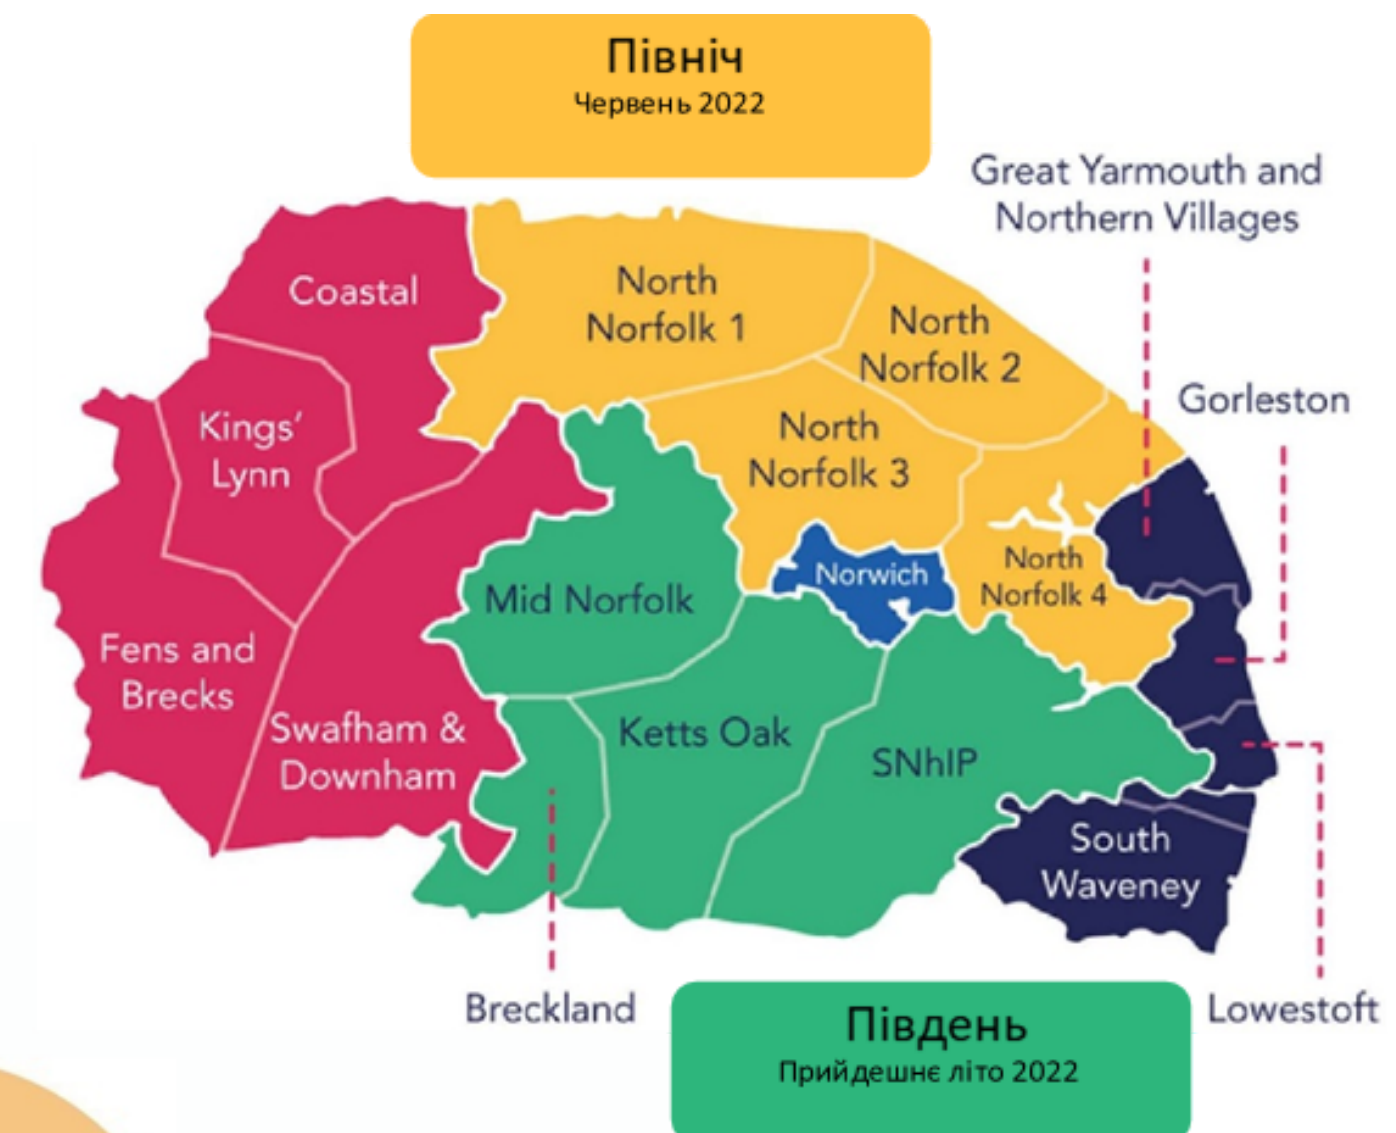 Північ
Червень 2022
Great Yarmouth and
Northern Villages
Coastal
North
Norfolk 1
North
Norfolk 2
Gorleston
Kings'
Lynn
North
Norfolk 3
Norwich
North
Norfolk 4
Mid Norfolk
Fens and
Brecks
Swafham &
Downham
Ketts Oak
SNhIP
South
Waveney
Breckland
Lowestoft
Південь
Прийдешнє літо 2022